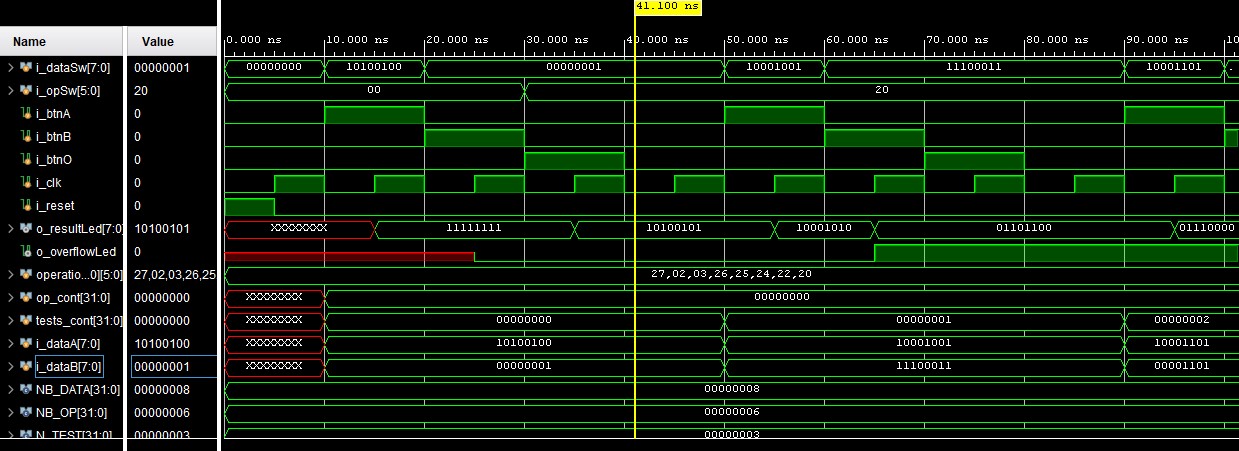 41.100 ns
Name Value 0.000 ns 10.000 ns 20.000 ns 30.000 ns 40.000 ns 50.000 ns 60.000 ns 70.000 ns 80.000 ns 90.000 ns 10
i_dataSw[7:0] 00000001 00000000 10100100 00000001 10001001 11100011 10001101 .
i_opSw[5:0] 20 00 20
i_btnA 0
i_btnB 0
i_btnO 0
i_clk 0
i_reset 0
o_resultLed[7:0] 10100101 XXXXXXXX 11111111 10100101 10001010 01101100 01110000
o_overflowLed 0
operatio...0][5:0] 27,02,03,26,25 27,02,03,26,25,24,22,20
op_cont[31:0] 00000000 XXXXXXXX 00000000
tests_cont[31:0] 00000000 XXXXXXXX 00000000 00000001 00000002
i_dataA[7:0] 10100100 XXXXXXXX 10100100 10001001 10001101
i_dataB[7:0] 00000001 XXXXXXXX 00000001 11100011 00001101
NB_DATA[31:0] 00000008 00000008
NB_OP[31:0] 00000006 00000006
N_TEST[31:0] 00000003 00000003